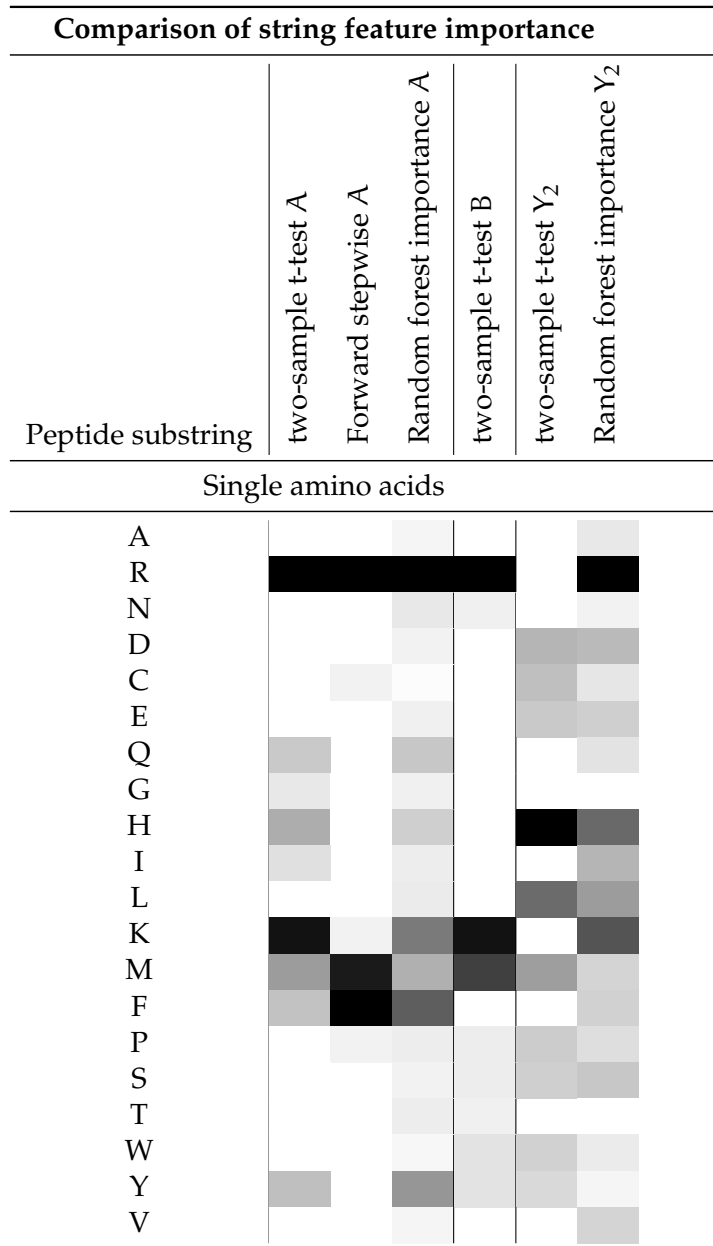 Comparison of string feature importance
Peptide substring
two-sample t-test A
Forward stepwise A
Random forest importance A
two-sample t-test B
two-sample t-test Y₂
Random forest importance Y₂
Single amino acids
A
R
N
D
C
E
Q
G
H
I
L
K
M
F
P
S
T
W
Y
V